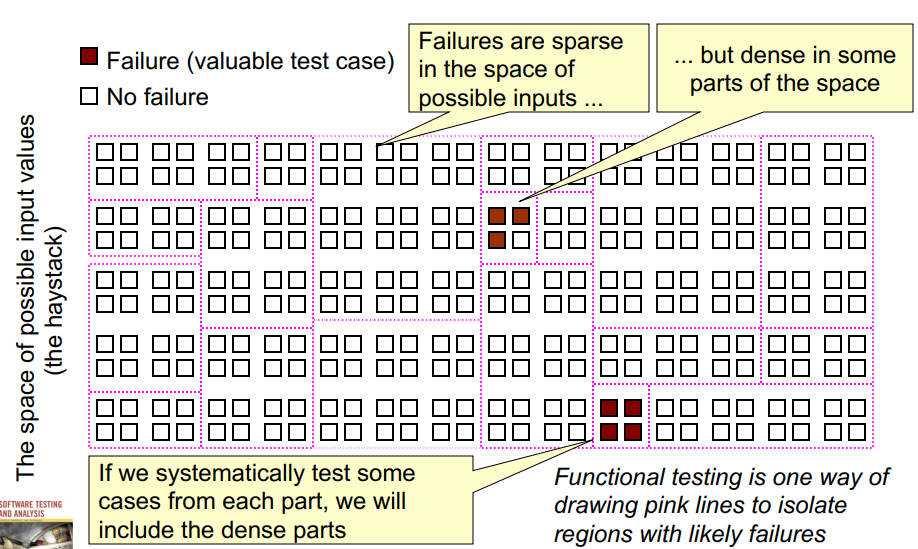 Failure (valuable test case)
No failure
Failures are sparse
in the space of
possible inputs ...
... but dense in some
parts of the space
The space of possible input values
(the haystack)
If we systematically test some
cases from each part, we will
include the dense parts
Functional testing is one way of
drawing pink lines to isolate
regions with likely failures
SOFTWARE TESTING
AND ANALYSIS